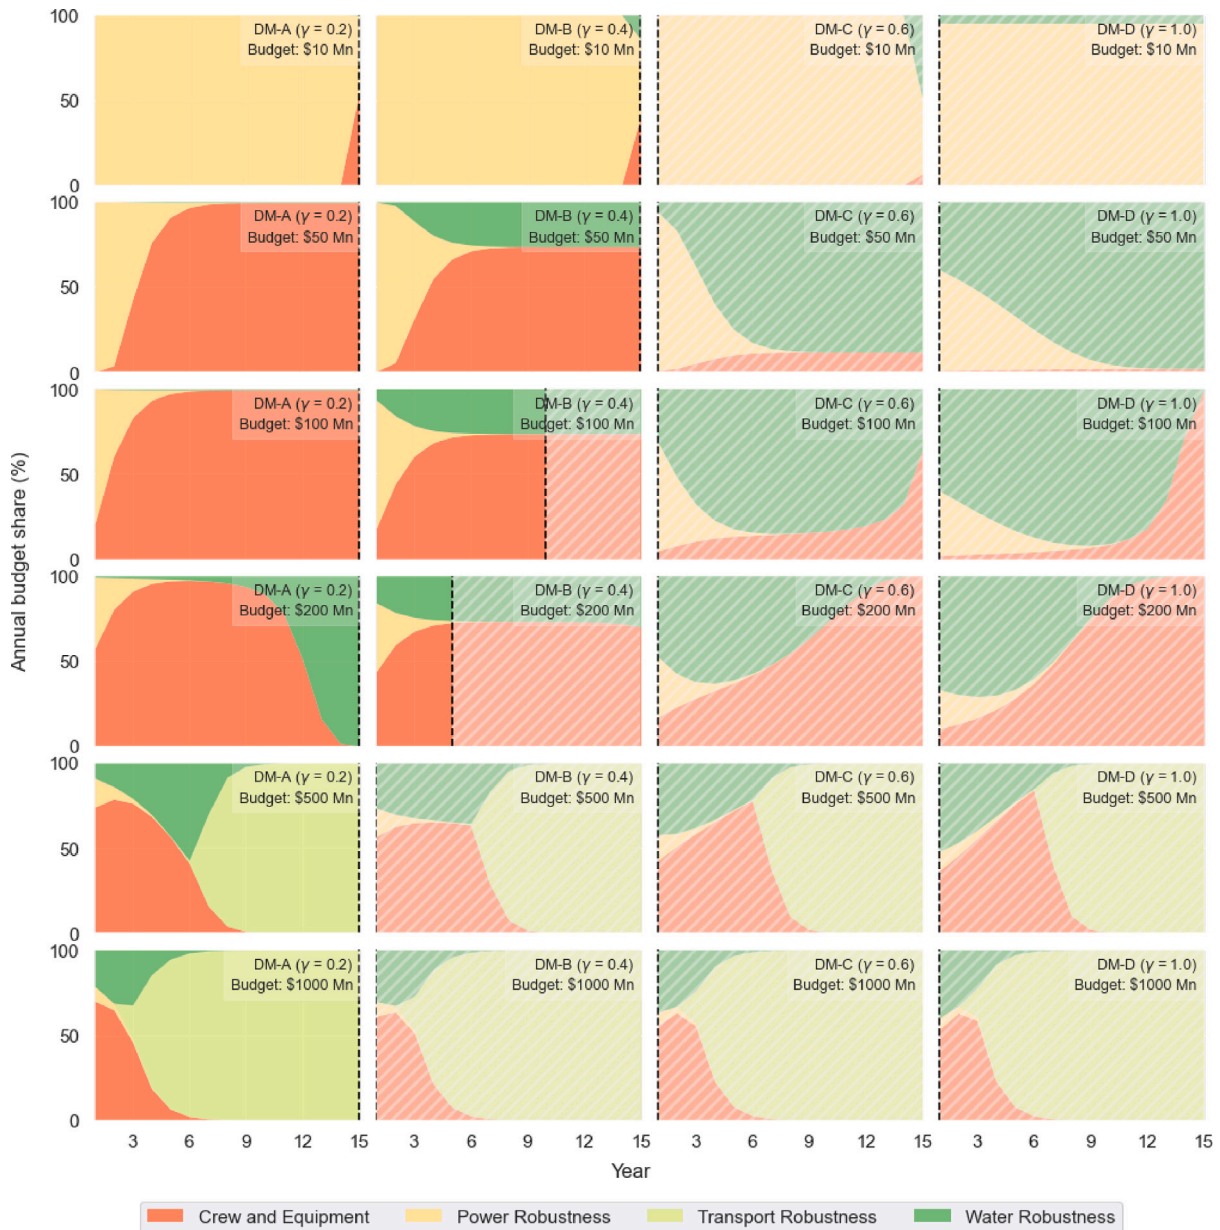 100
DM-A (γ = 0.2)
Budget: $10 Mn
DM-B (γ = 0.4)
Budget: $10 Mn
DM-C (γ = 0.6)
Budget: $10 Mn
DM-D (γ = 1.0)
Budget: $10 Mn
50
0
100
DM-A (γ = 0.2)
Budget: $50 Mn
DM-B (γ = 0.4)
Budget: $50 Mn
DM-C (γ = 0.6)
Budget: $50 Mn
DM-D (γ = 1.0)
Budget: $50 Mn
50
0
100
DM-A (γ = 0.2)
Budget: $100 Mn
DM-B (γ = 0.4)
Budget: $100 Mn
DM-C (γ = 0.6)
Budget: $100 Mn
DM-D (γ = 1.0)
Budget: $100 Mn
50
0
Annual budget share (%)
100
DM-A (γ = 0.2)
Budget: $200 Mn
DM-B (γ = 0.4)
Budget: $200 Mn
DM-C (γ = 0.6)
Budget: $200 Mn
DM-D (γ = 1.0)
Budget: $200 Mn
50
0
100
DM-A (γ = 0.2)
Budget: $500 Mn
DM-B (γ = 0.4)
Budget: $500 Mn
DM-C (γ = 0.6)
Budget: $500 Mn
DM-D (γ = 1.0)
Budget: $500 Mn
50
0
100
DM-A (γ = 0.2)
Budget: $1000 Mn
DM-B (γ = 0.4)
Budget: $1000 Mn
DM-C (γ = 0.6)
Budget: $1000 Mn
DM-D (γ = 1.0)
Budget: $1000 Mn
50
0
3 6 9 12 15 3 6 9 12 15 3 6 9 12 15 3 6 9 12 15
Year
Crew and Equipment Power Robustness Transport Robustness Water Robustness